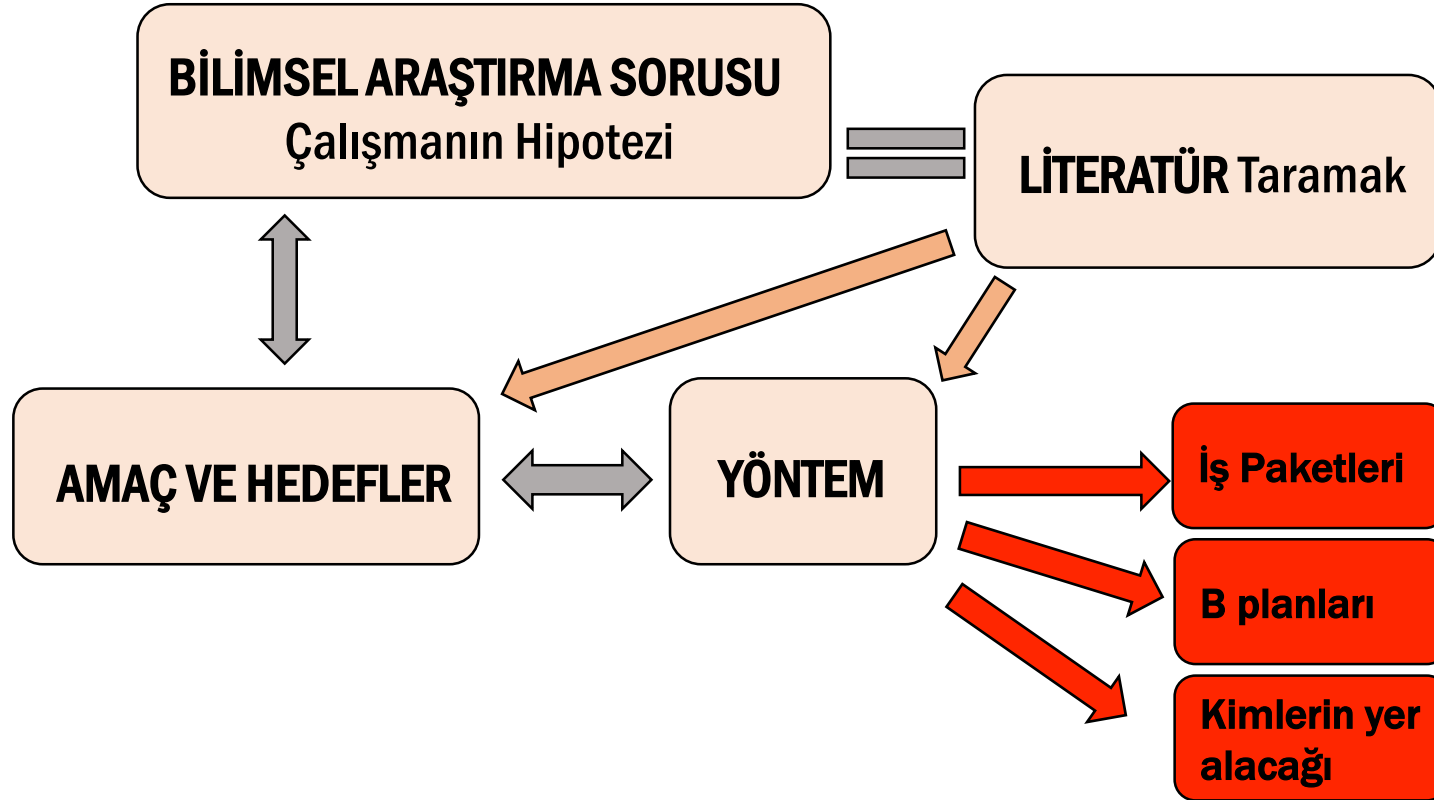 BİLİMSEL ARAŞTIRMA SORUSU
Çalışmanın Hipotezi
LİTERATÜR Taramak
AMAÇ VE HEDEFLER
YÖNTEM
İş Paketleri
B planları
Kimlerin yer
alacağı